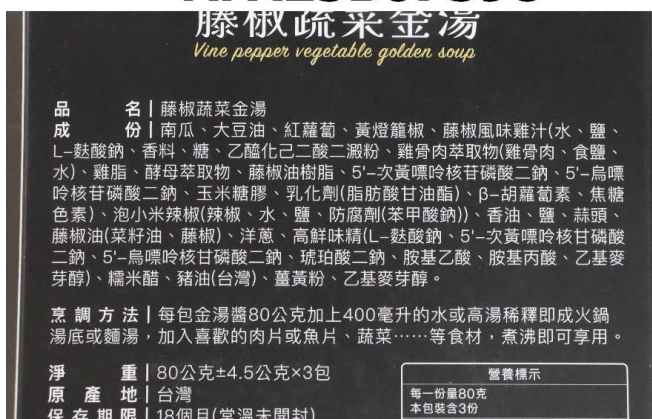 藤椒蔬菜金湯
Vine pepper vegetable golden soup
品名|藤椒蔬菜金湯
成份|南瓜、大豆油、紅蘿蔔、黃燈籠椒、藤椒風味雞汁(水、鹽、
L-麩酸鈉、香料、糖、乙醯化己二酸二澱粉、雞骨肉萃取物(雞骨肉、食鹽、
水)、雞脂、酵母萃取物、藤椒油樹脂、5'-次黃嘌呤核苷磷酸二鈉、5'-鳥嘌
呤核苷磷酸二鈉、玉米糖膠、乳化劑(脂肪酸甘油酯)、β-胡蘿蔔素、焦糖
色素)、泡小米辣椒(辣椒、水、鹽、防腐劑(苯甲酸鈉))、香油、鹽、蒜頭、
藤椒油(菜籽油、藤椒)、洋蔥、高鮮味精(L-麩酸鈉、5'-次黃嘌呤核苷磷酸
二鈉、5'-鳥嘌呤核苷磷酸二鈉、琥珀酸二鈉、胺基乙酸、胺基丙酸、乙基麥
芽醇)、糯米醋、豬油(台灣)、薑黃粉、乙基麥芽醇。
烹調方法|每包金湯醬80公克加上400毫升的水或高湯稀釋即成火鍋
湯底或麵湯，加入喜歡的肉片或魚片、蔬菜……等食材，煮沸即可享用。
淨重|80公克±4.5公克×3包
原產地|台灣
保存期限|18個月(常溫未開封)
營養標示
每一份量80克
本包裝含3份